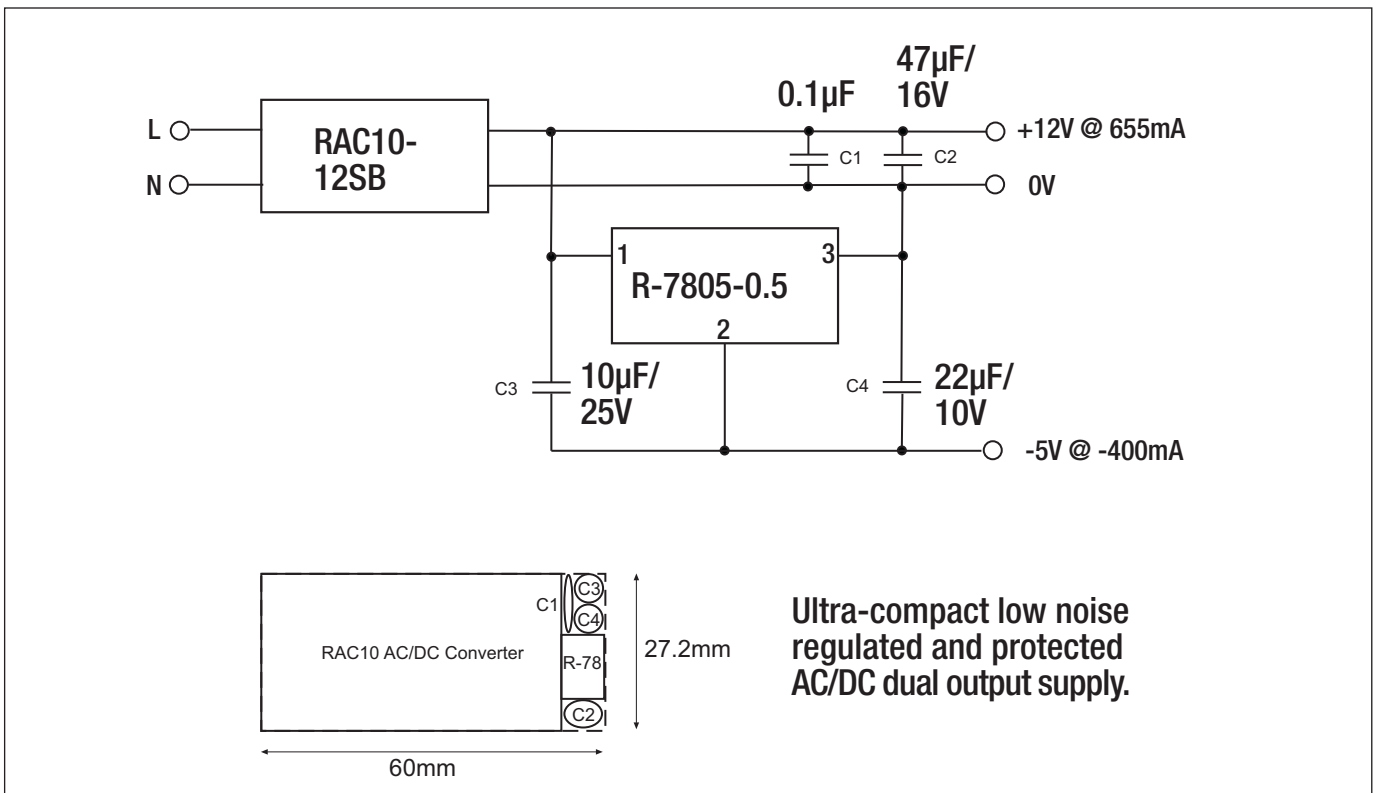 47µF/
16V
0.1µF
L
RAC10-
12SB
+12V @ 655mA
C1
C2
N
0V
1
3
R-7805-0.5
2
C3
10µF/
25V
C4
22µF/
10V
-5V @ -400mA
C1
C3
C4
RAC10 AC/DC Converter
R-78
C2
27.2mm
60mm
Ultra-compact low noise
regulated and protected
AC/DC dual output supply.